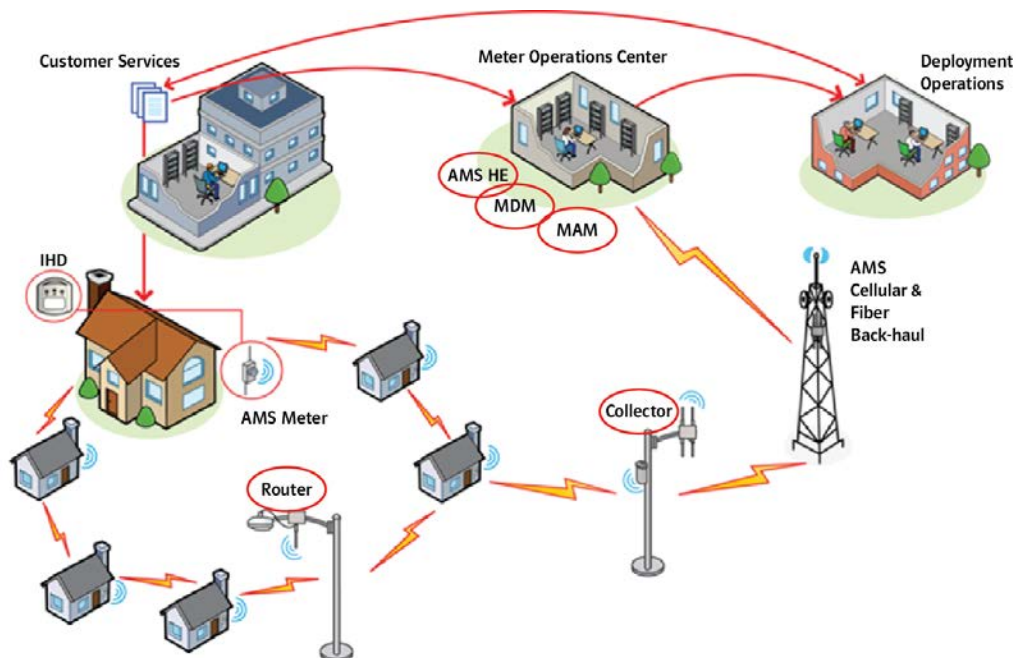 Customer Services
Meter Operations Center
Deployment
Operations
AMS HE
MDM
MAM
IHD
AMS
Cellular &
Fiber
Back-haul
AMS Meter
Collector
Router